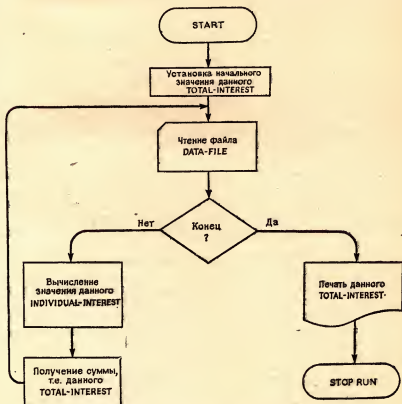 START
Установка начального
значения данного
TOTAL-INTEREST
Чтение файла
DATA-FILE
Конец
?
Нет
Да
Вычисление
значения данного
INDIVIDUAL-INTEREST
Печать данного
TOTAL-INTEREST
Получение суммы,
т.е. данного
TOTAL-INTEREST
STOP RUN